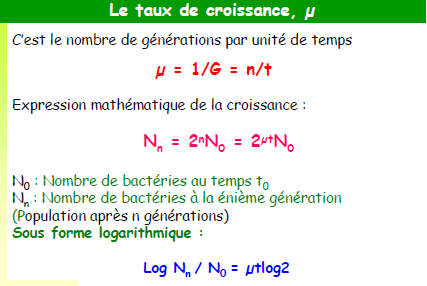 Le taux de croissance, µ
C'est le nombre de générations par unité de temps
µ = 1/G = n/t
Expression mathématique de la croissance :
Nₙ = 2ⁿN₀ = 2^µtN₀
N₀ : Nombre de bactéries au temps t₀
Nₙ : Nombre de bactéries à la énième génération
(Population après n générations)
Sous forme logarithmique :
Log Nₙ / N₀ = µtlog2